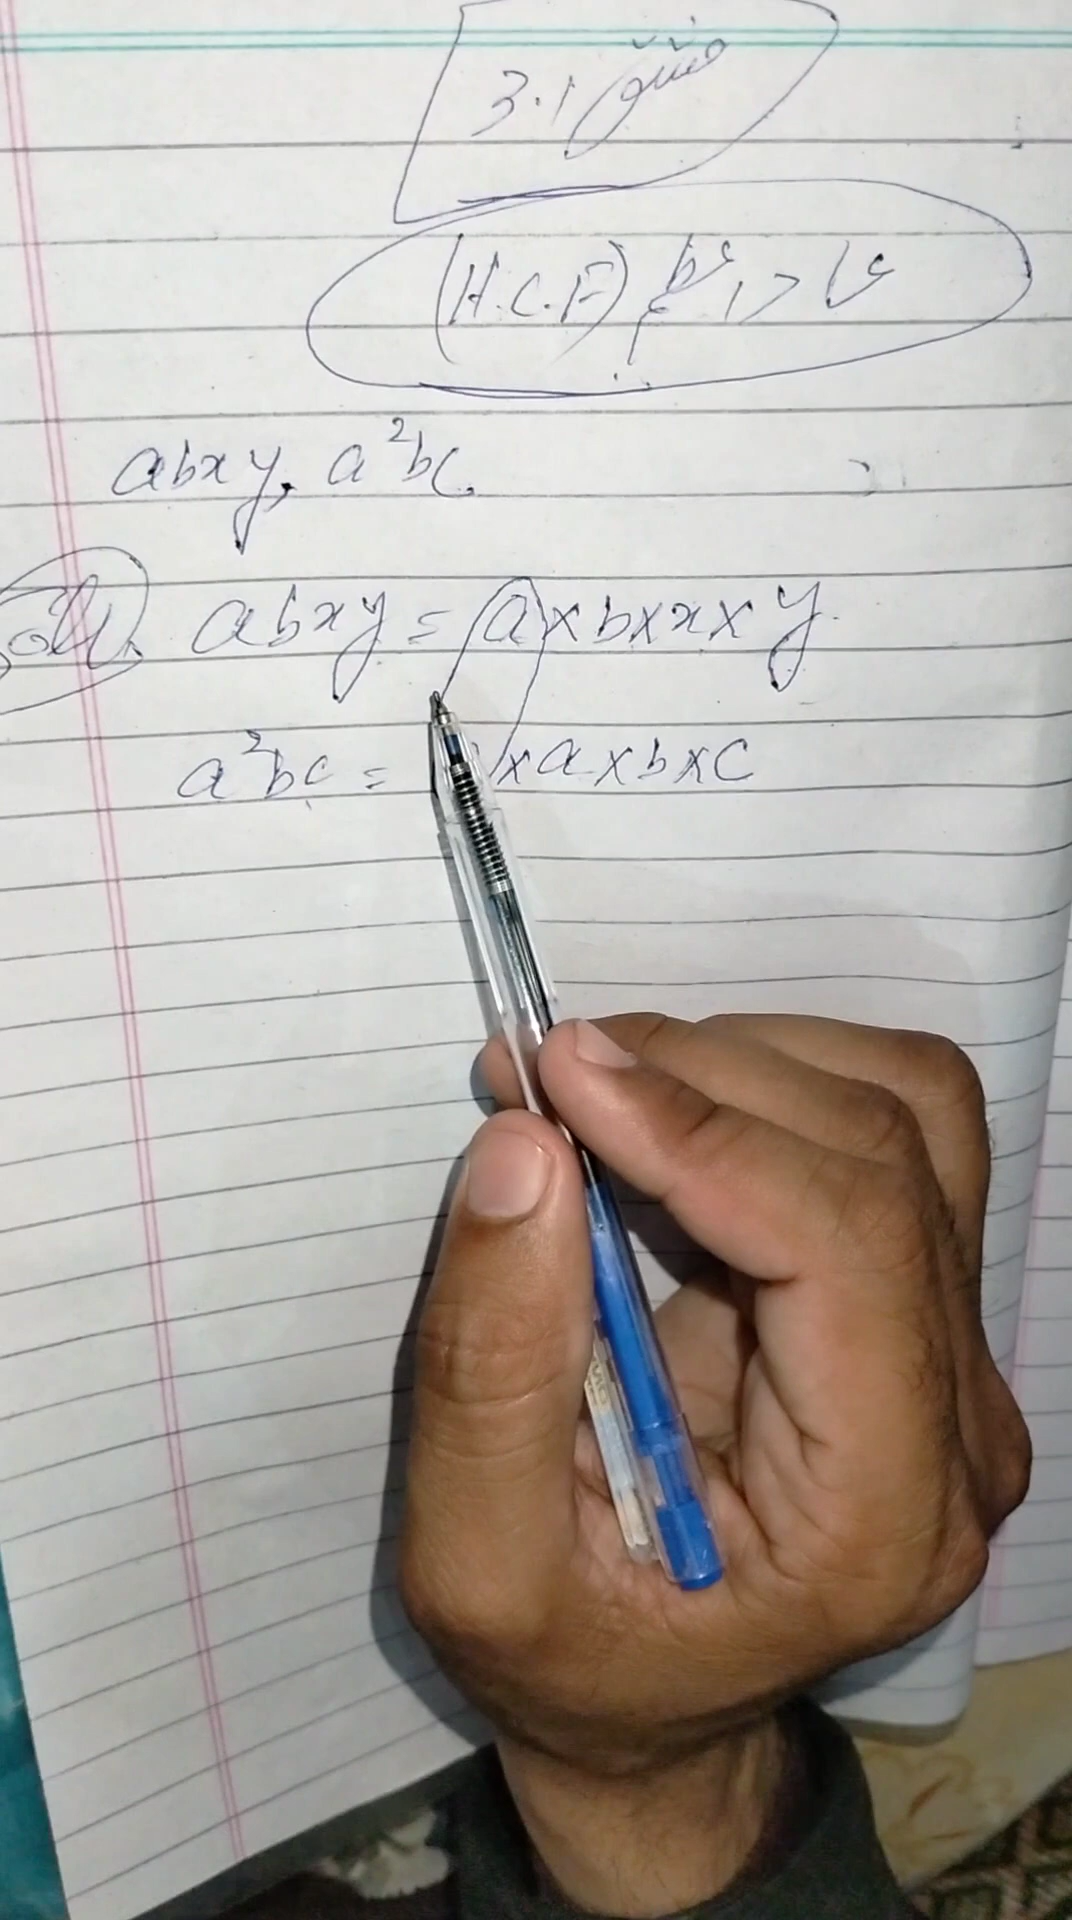 مشق 3.1
(H.C.F) عاد اعظم
abxy, a²bc.
Sol. abxy = a×b×x×y
a²bc = ×a×b×c